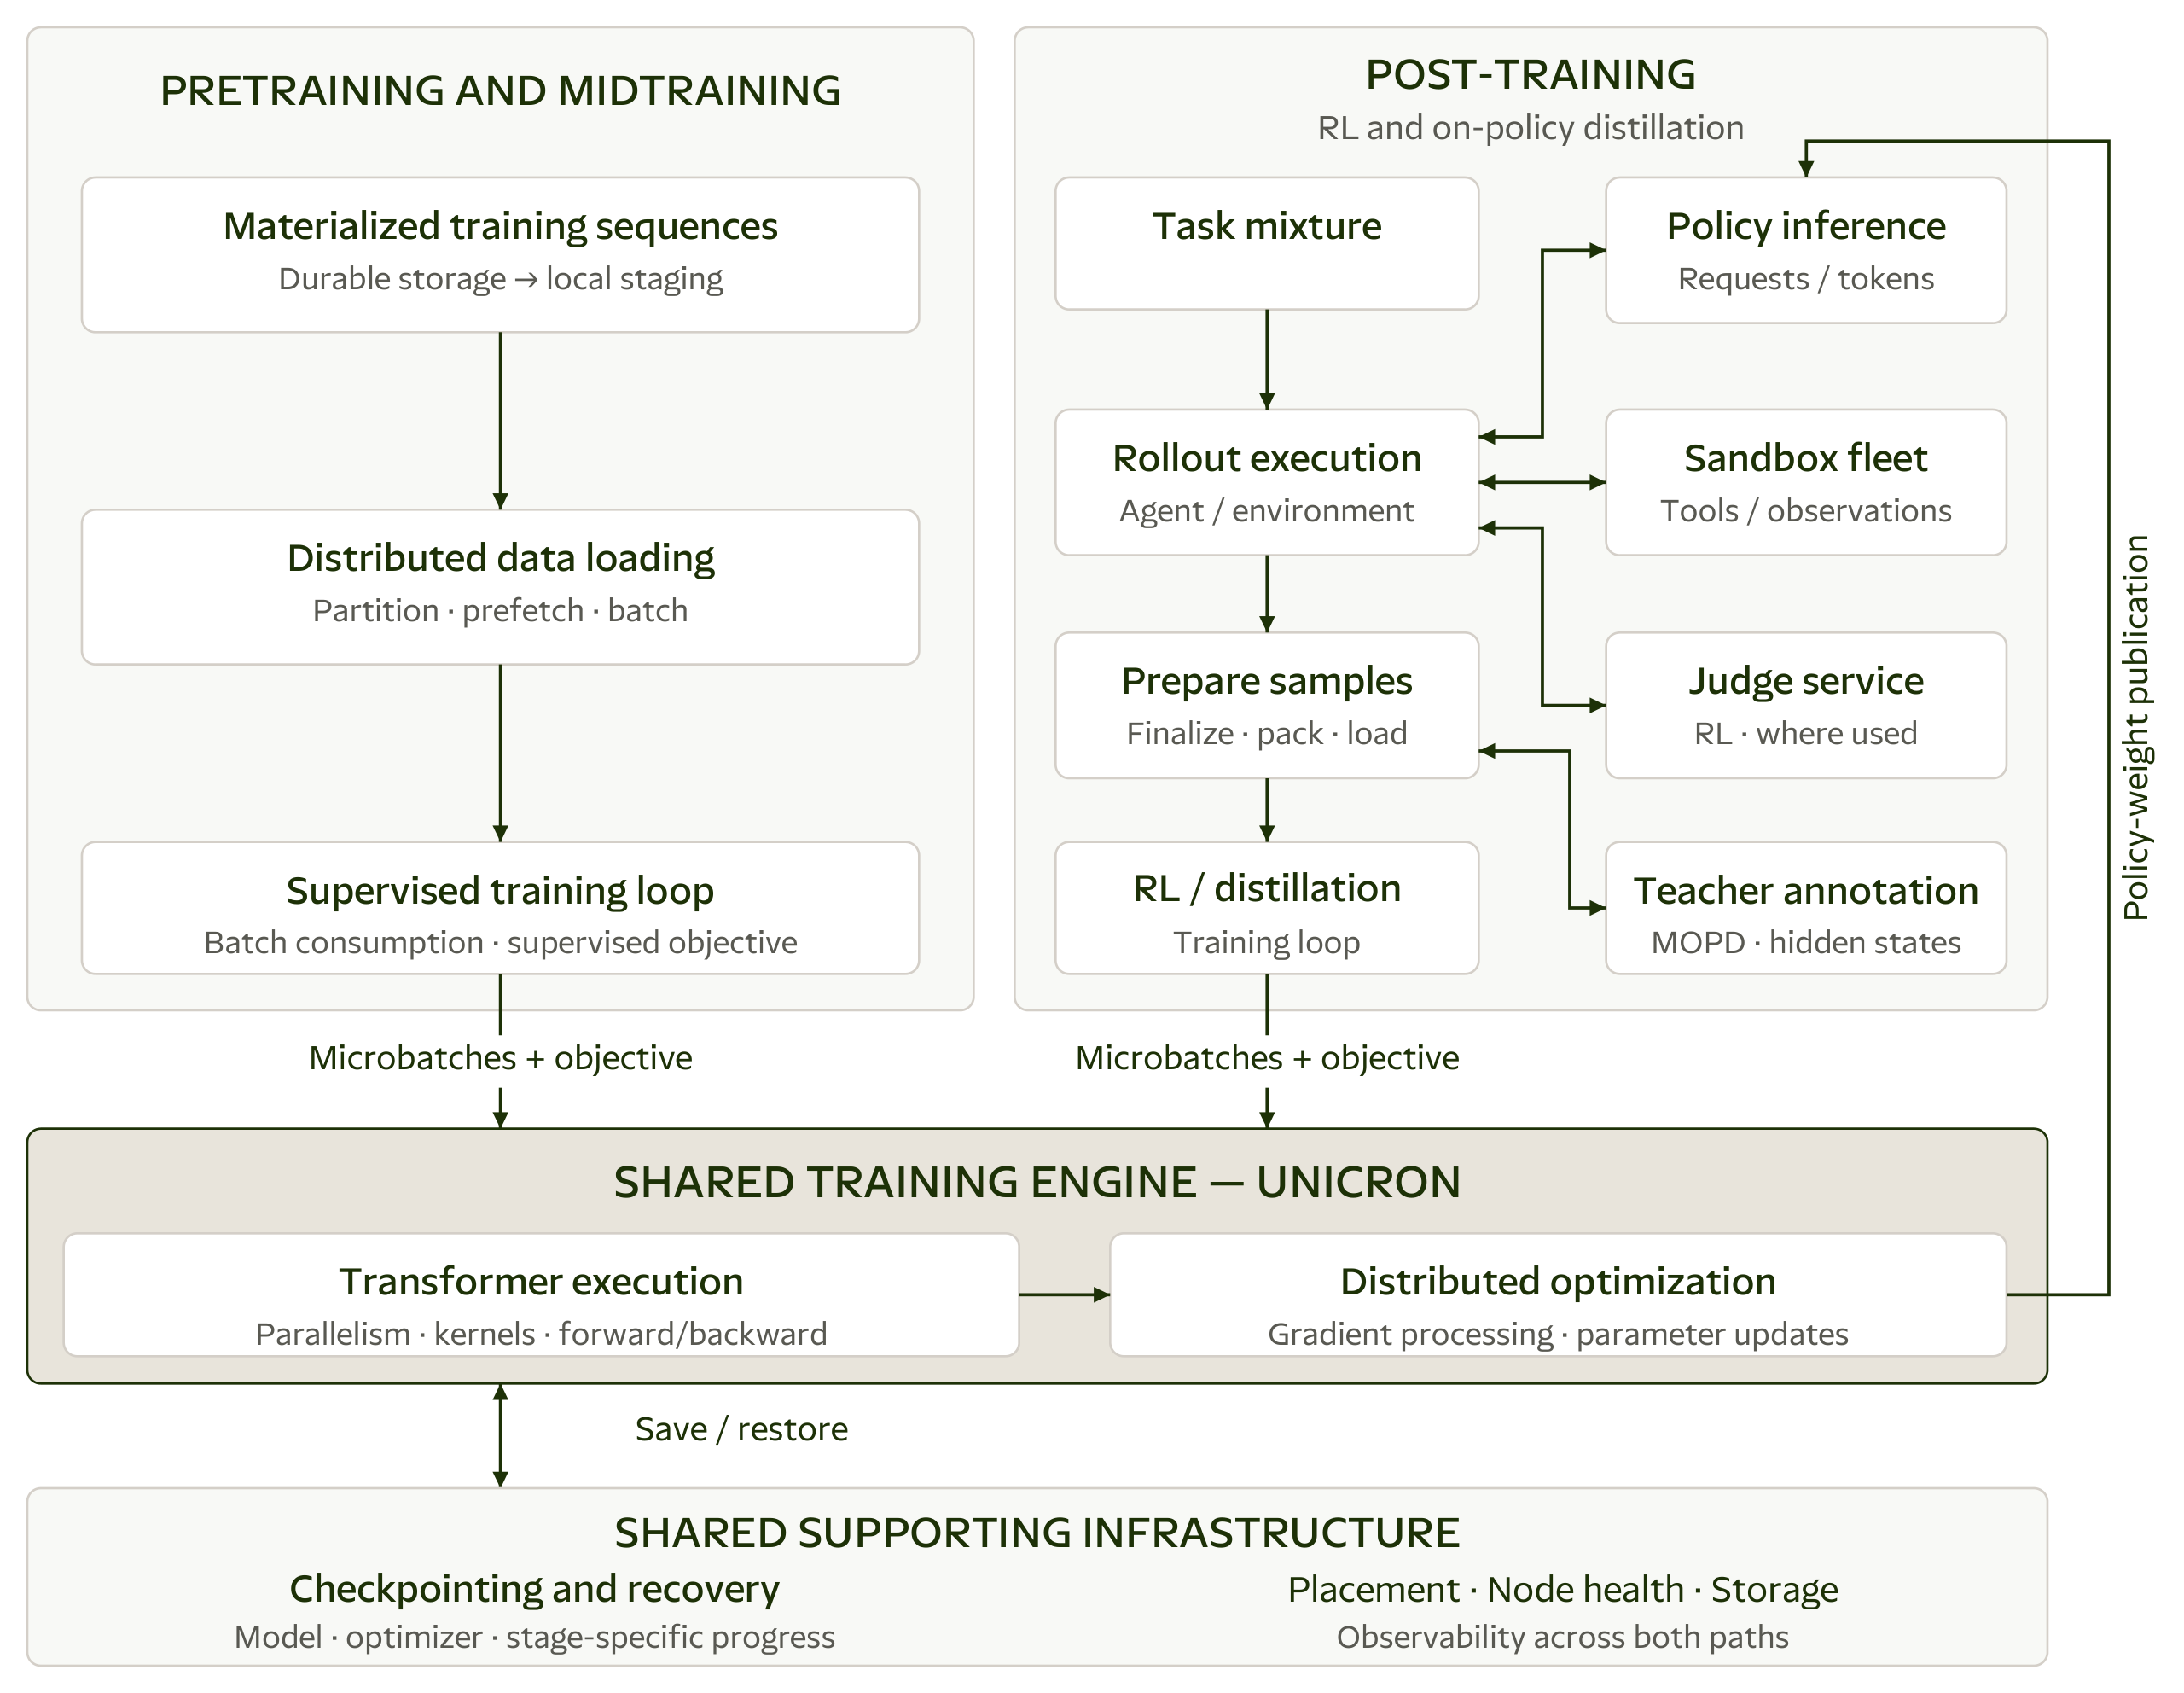 PRETRAINING AND MIDTRAINING
Materialized training sequences
Durable storage → local staging
Distributed data loading
Partition · prefetch · batch
Supervised training loop
Batch consumption · supervised objective
Microbatches + objective
POST-TRAINING
RL and on-policy distillation
Task mixture
Policy inference
Requests / tokens
Rollout execution
Agent / environment
Sandbox fleet
Tools / observations
Prepare samples
Finalize · pack · load
Judge service
RL · where used
RL / distillation
Training loop
Teacher annotation
MOPD · hidden states
Microbatches + objective
Policy-weight publication
SHARED TRAINING ENGINE — UNICRON
Transformer execution
Parallelism · kernels · forward/backward
Distributed optimization
Gradient processing · parameter updates
Save / restore
SHARED SUPPORTING INFRASTRUCTURE
Checkpointing and recovery
Model · optimizer · stage-specific progress
Placement · Node health · Storage
Observability across both paths